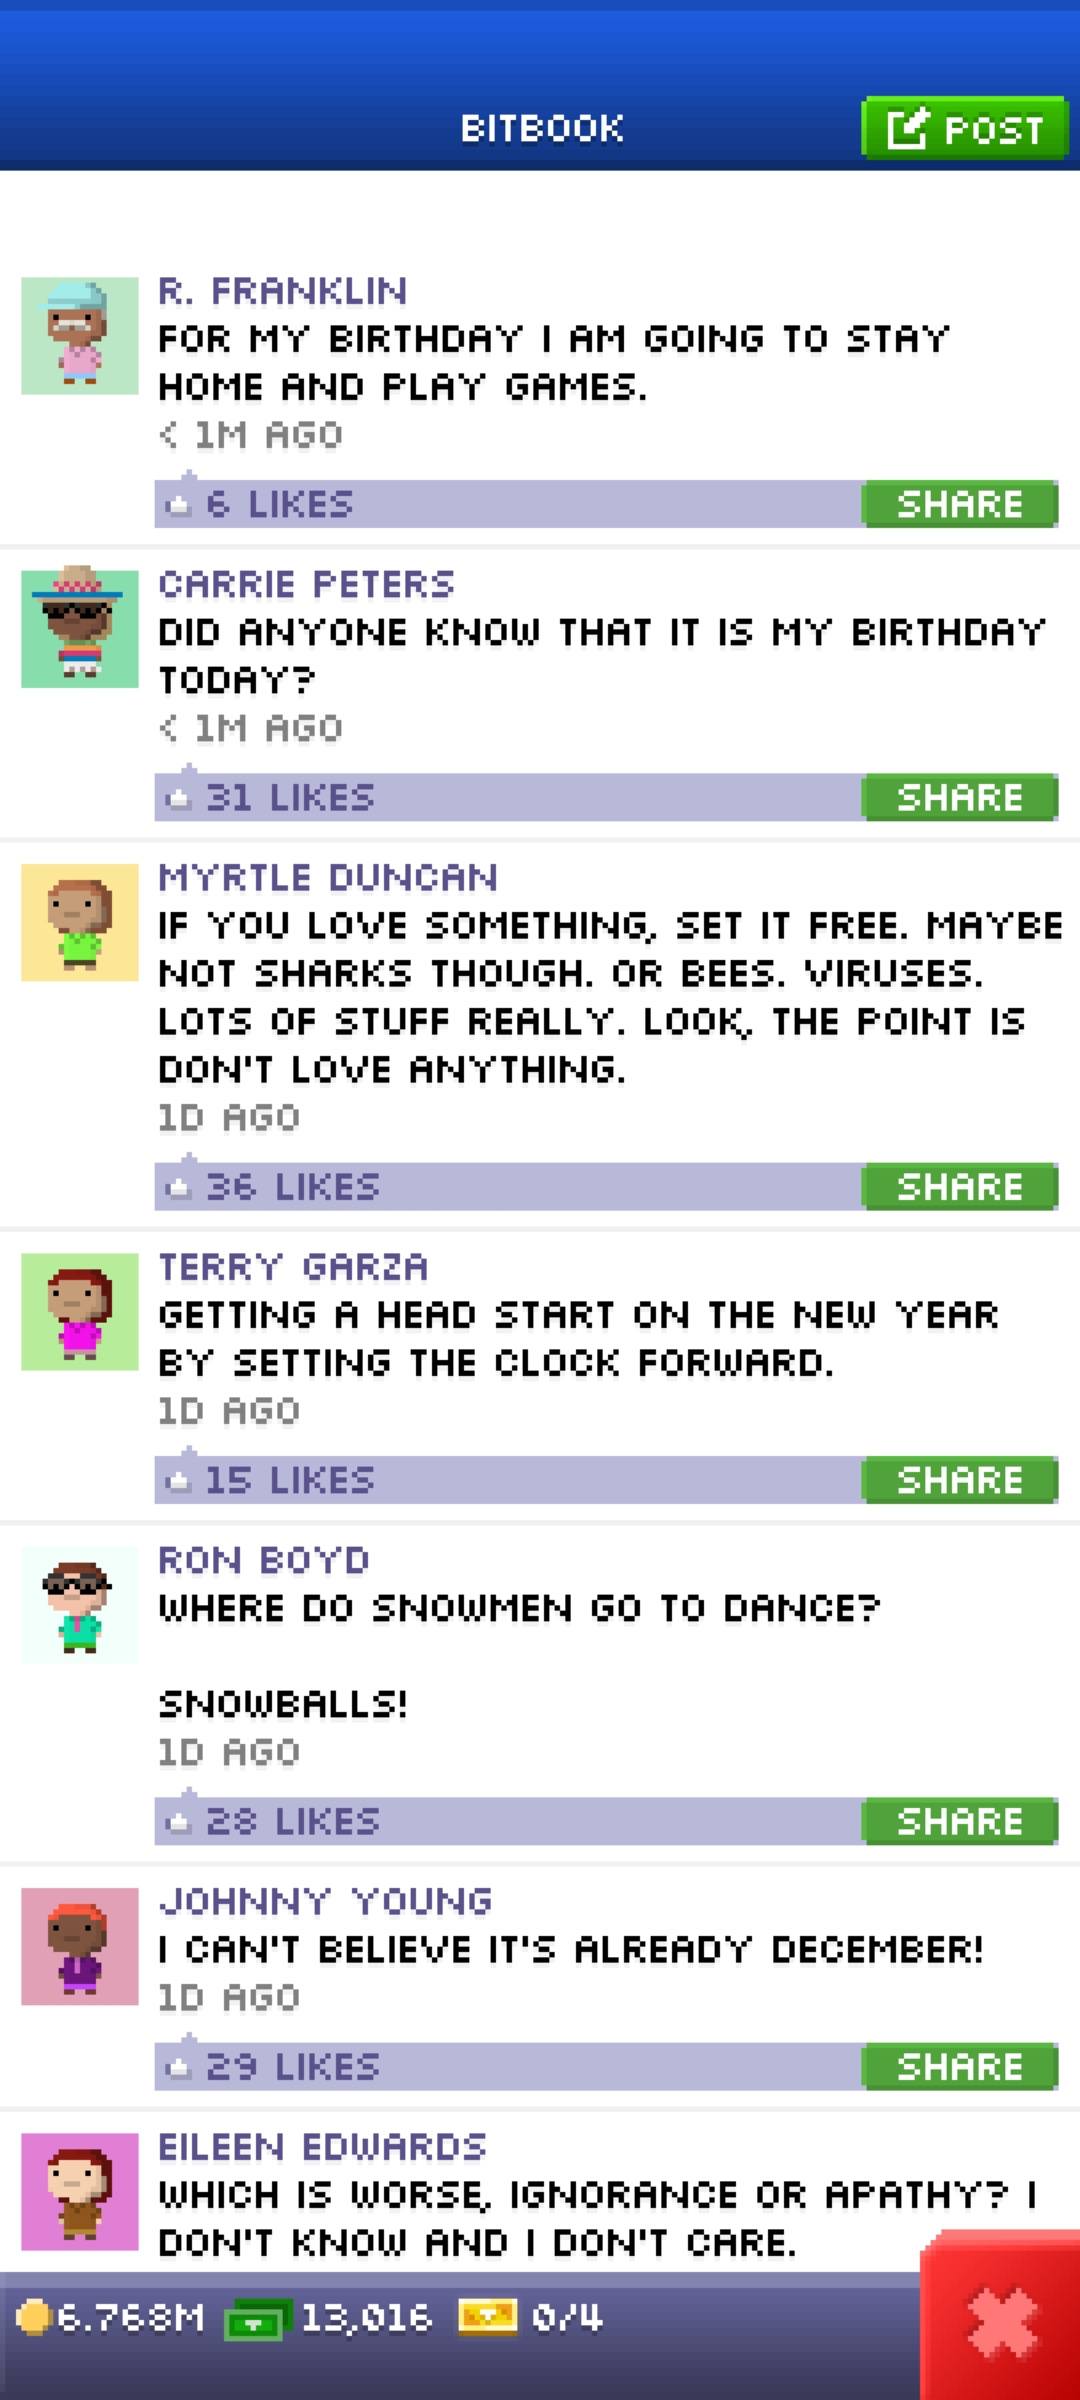 BITBOOK
POST
R. FRANKLIN
FOR MY BIRTHDAY I AM GOING TO STAY
HOME AND PLAY GAMES.
< 1M AGO
6 LIKES
SHARE
CARRIE PETERS
DID ANYONE KNOW THAT IT IS MY BIRTHDAY
TODAY?
< 1M AGO
31 LIKES
SHARE
MYRTLE DUNCAN
IF YOU LOVE SOMETHING, SET IT FREE. MAYBE
NOT SHARKS THOUGH. OR BEES. VIRUSES.
LOTS OF STUFF REALLY. LOOK, THE POINT IS
DON'T LOVE ANYTHING.
1D AGO
36 LIKES
SHARE
TERRY GARZA
GETTING A HEAD START ON THE NEW YEAR
BY SETTING THE CLOCK FORWARD.
1D AGO
15 LIKES
SHARE
RON BOYD
WHERE DO SNOWMEN GO TO DANCE?
SNOWBALLS!
1D AGO
28 LIKES
SHARE
JOHNNY YOUNG
I CAN'T BELIEVE IT'S ALREADY DECEMBER!
1D AGO
29 LIKES
SHARE
EILEEN EDWARDS
WHICH IS WORSE, IGNORANCE OR APATHY? I
DON'T KNOW AND I DON'T CARE.
6.768M 13,016 0/4